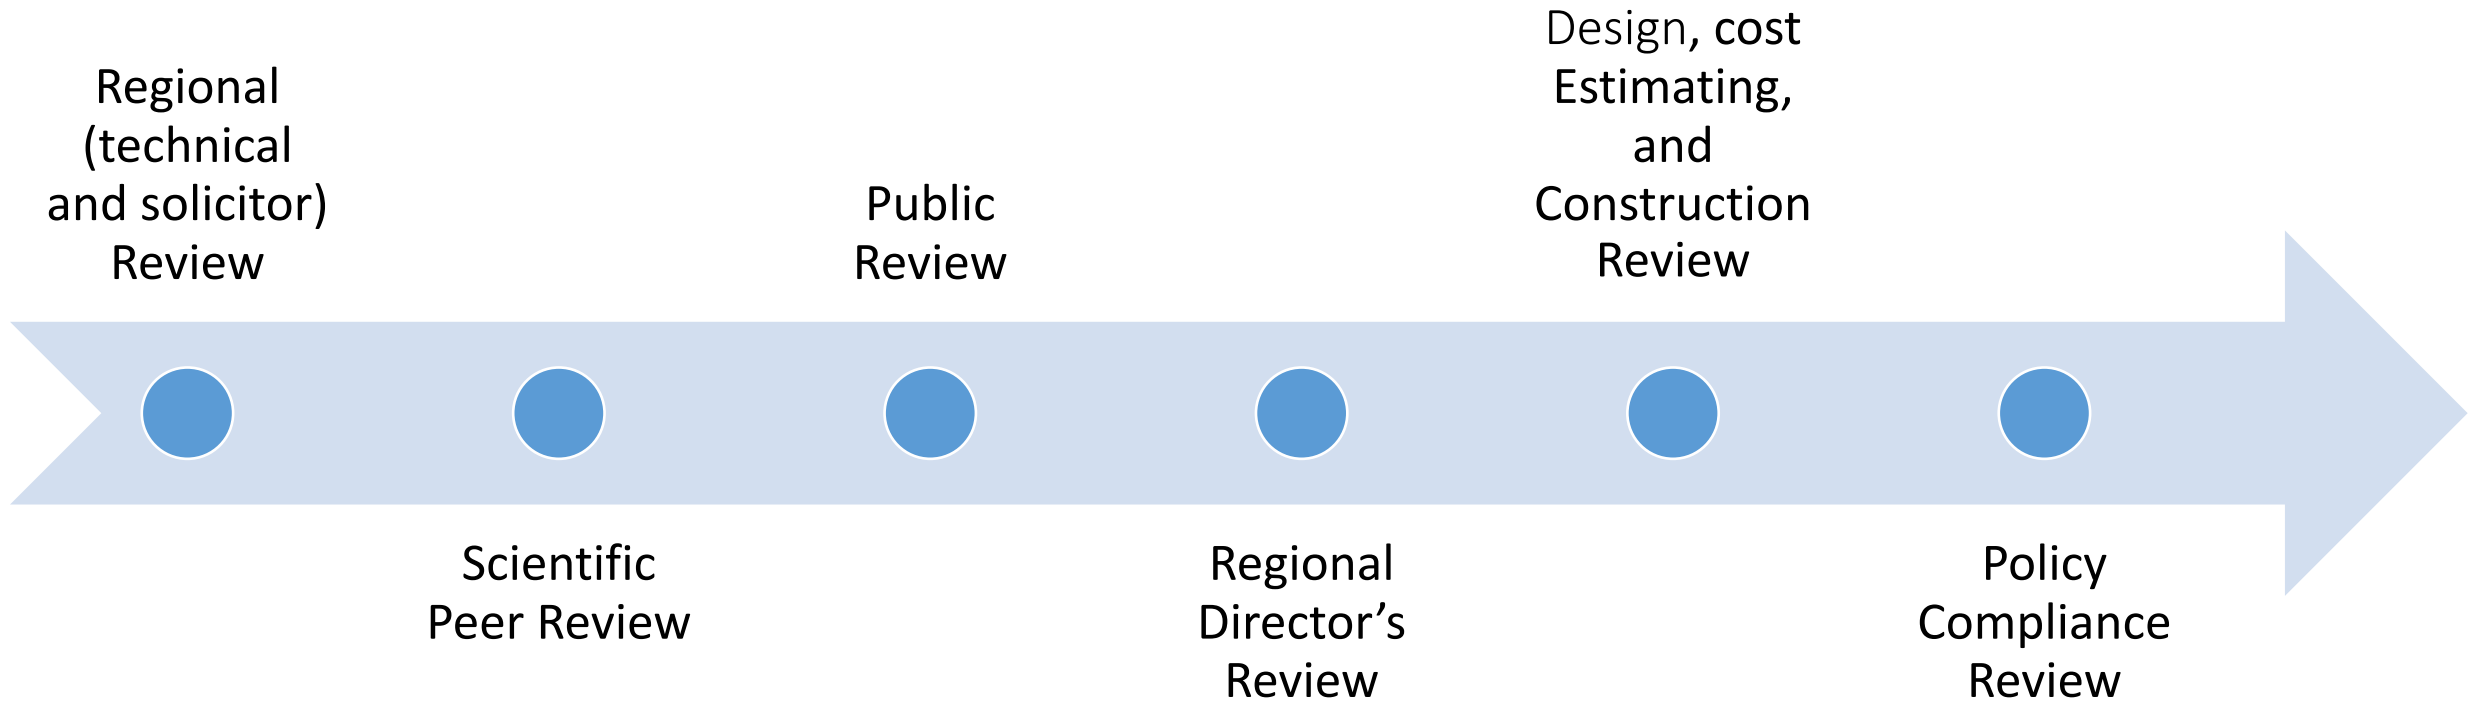 Regional
(technical
and solicitor)
Review
Scientific
Peer Review
Public
Review
Regional
Director’s
Review
Design, cost
Estimating,
and
Construction
Review
Policy
Compliance
Review